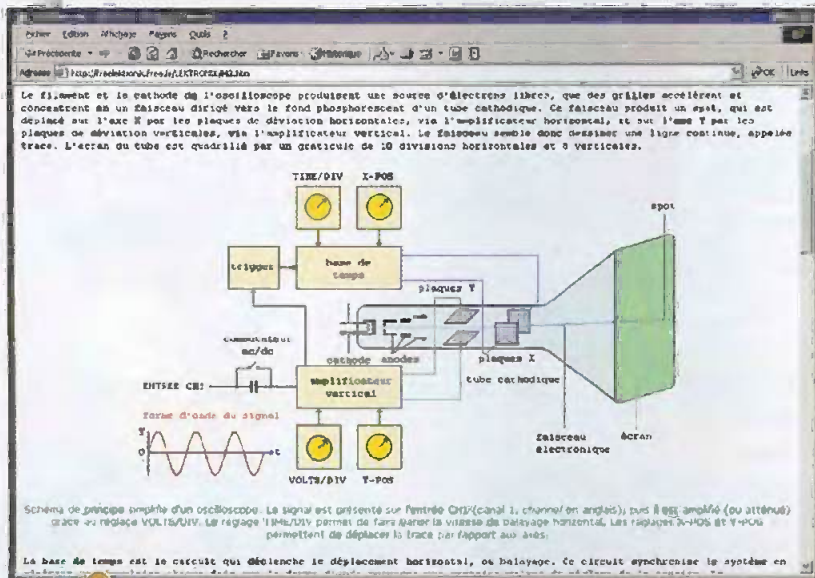 Fichier Edition Affichage Favoris Outils ?
Précédente Rechercher Favoris Historique
Adresse OK Liens
Le filament et la cathode de l'oscilloscope produisent une source d'électrons libres, que des grilles accélèrent et
concentrent en un faisceau dirigé vers le fond phosphorescent d'un tube cathodique. Ce faisceau produit un spot, qui est
déplacé sur l'axe X par les plaques de déviation horizontales, via l'amplificateur horizontal, et sur l'axe Y par les
plaques de déviation verticales, via l'amplificateur vertical. Le faisceau semble donc dessiner une ligne continue, appelée
trace. L'écran du tube est quadrillé par un graticule de 10 divisions horizontales et 8 verticales.
TIME/DIV X-POS
spot
trigger
base de
temps
plaques Y
commutateur
ac/dc
cathode anodes
plaques X
ENTREE CH1
amplificateur
vertical
tube cathodique
forme d'onde du signal
Y
0 t
faisceau
électronique
écran
VOLTS/DIV Y-POS
Schéma de principe simplifié d'un oscilloscope. Le signal est présenté sur l'entrée CH1 (canal 1, channel en anglais), puis il est amplifié (ou atténué)
grâce au réglage VOLTS/DIV. Le réglage TIME/DIV permet de faire varier la vitesse de balayage horizontal. Les réglages X-POS et Y-POS
permettent de déplacer la trace par rapport aux axes.
La base de temps est le circuit qui déclenche le déplacement horizontal, ou balayage. Ce circuit synchronise le système en